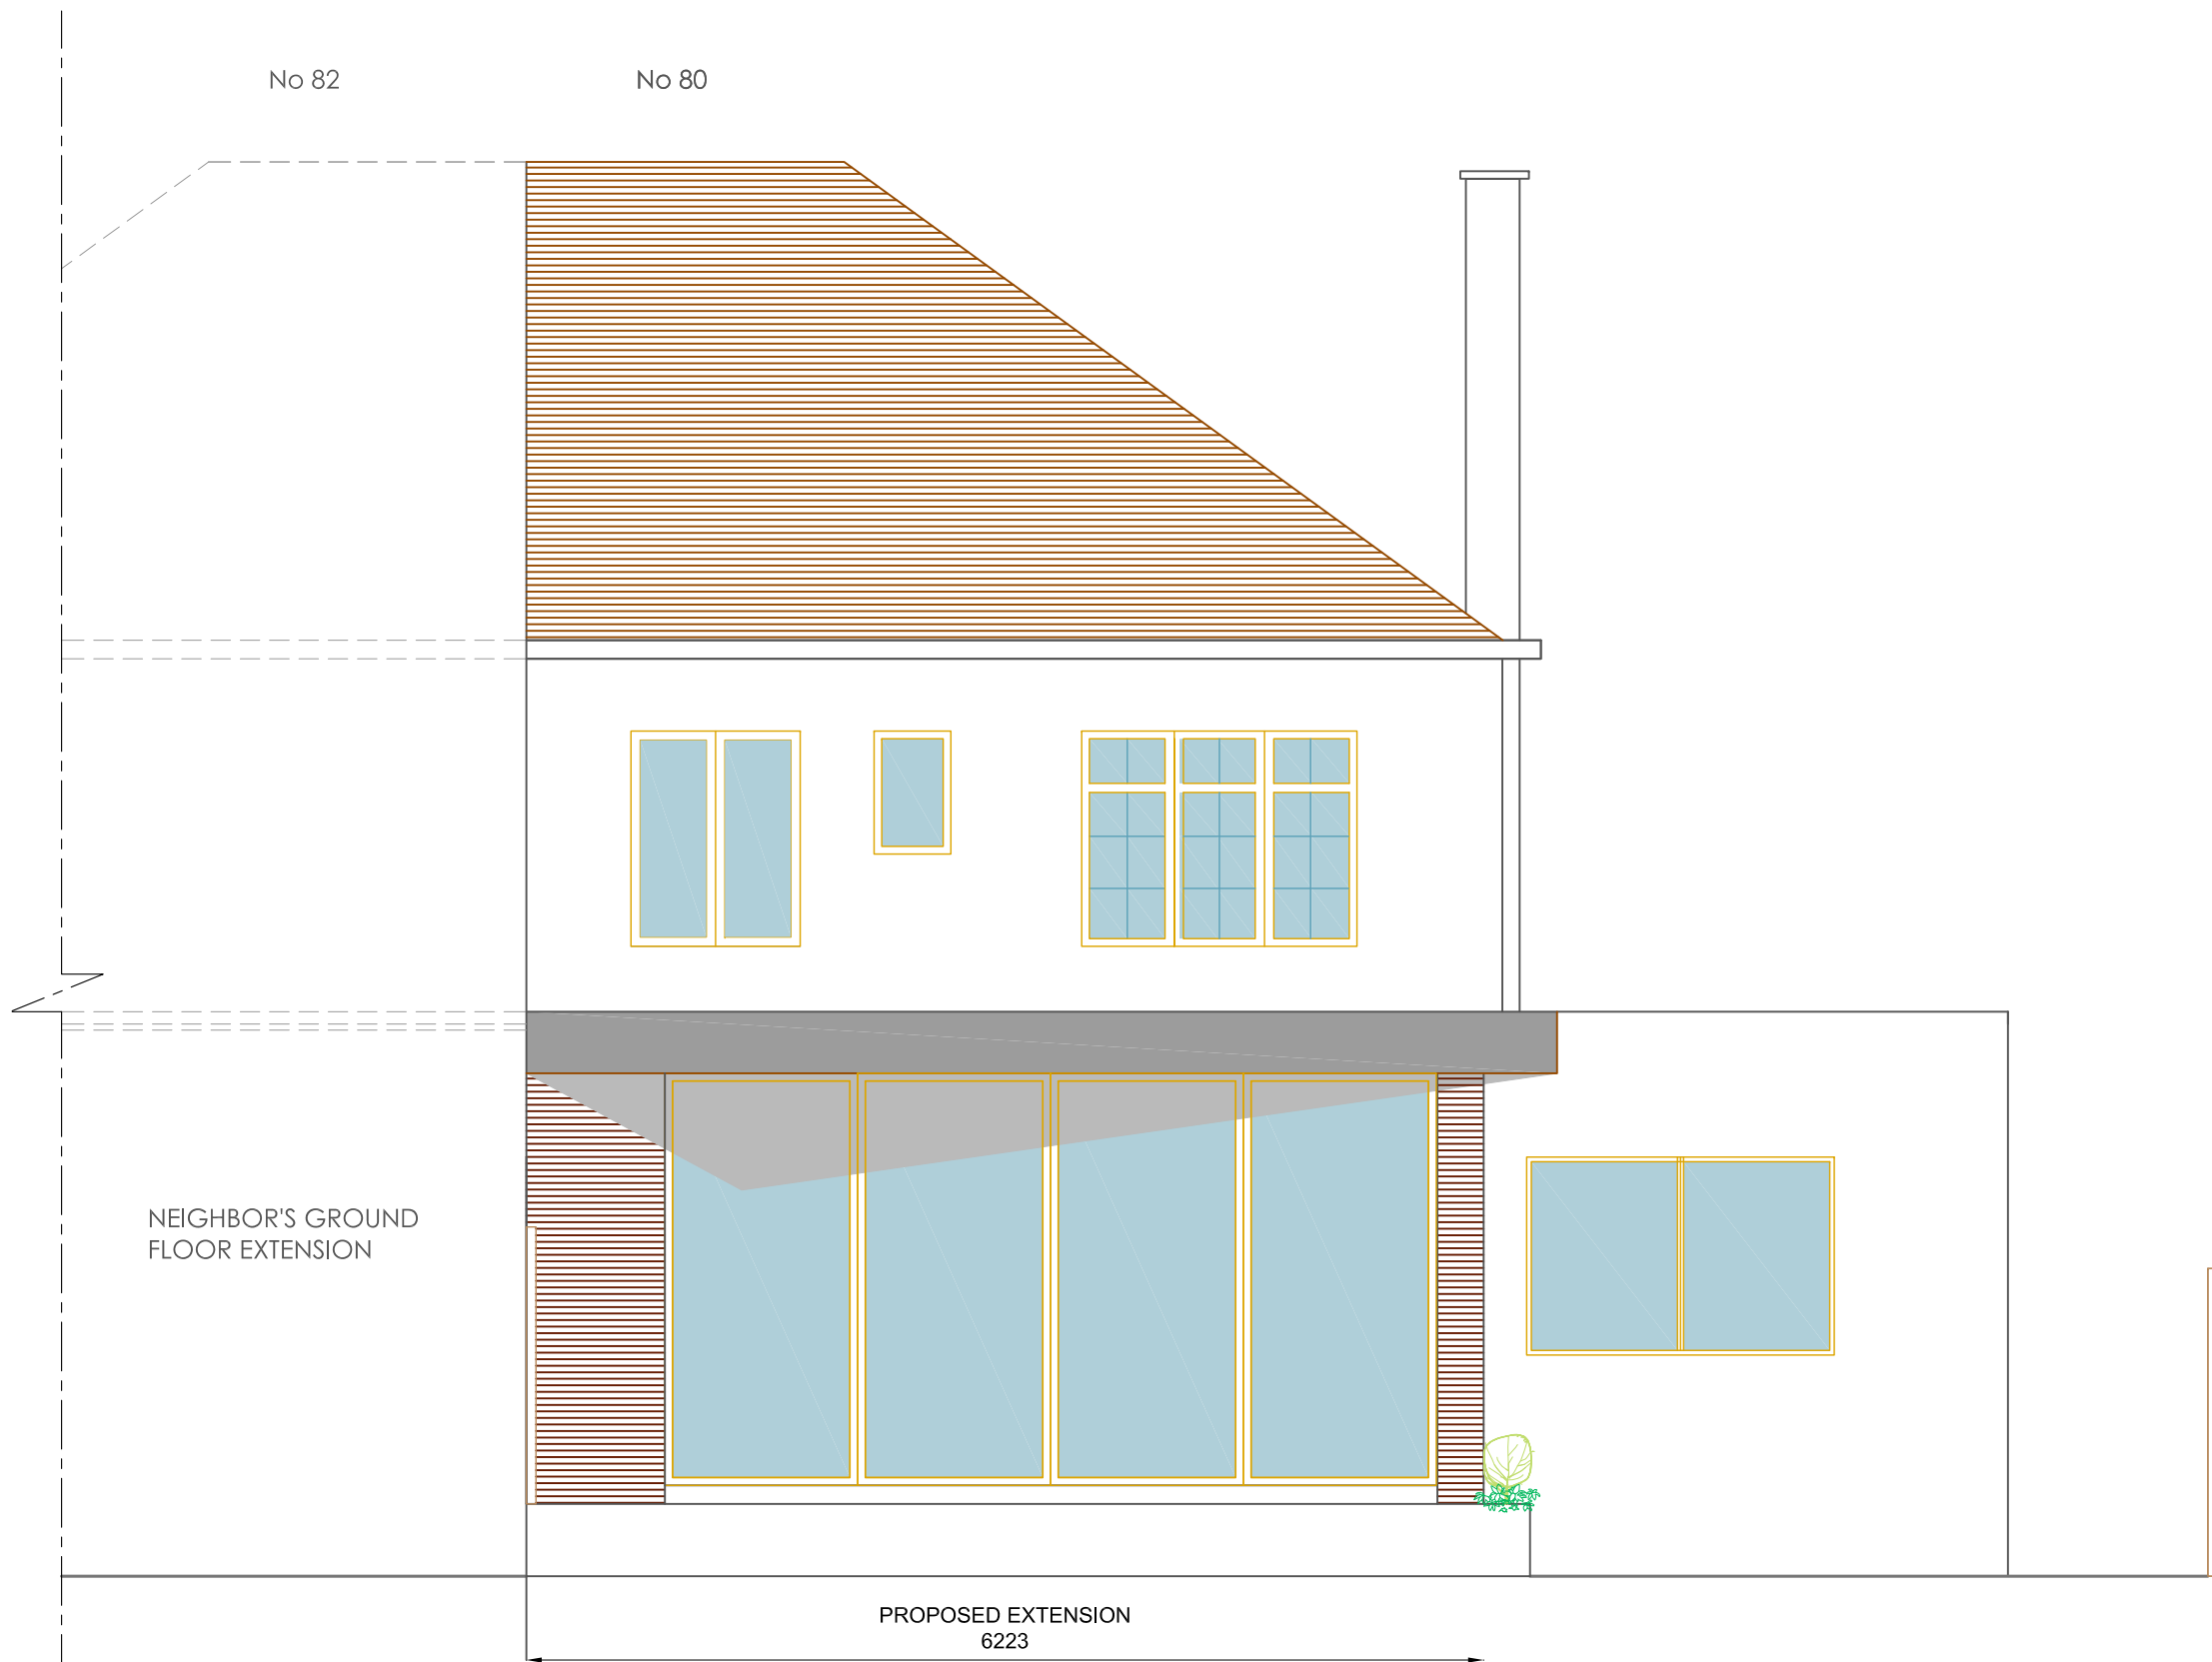 No 82
No 80
NEIGHBOR'S GROUND
FLOOR EXTENSION
PROPOSED EXTENSION
6223